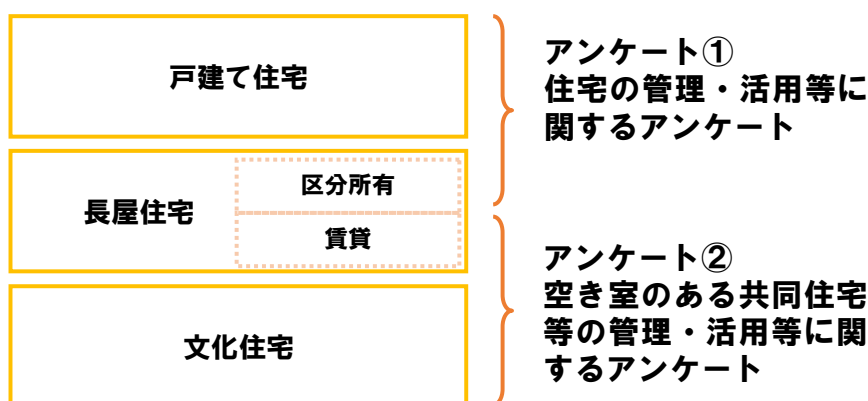 戸建て住宅
アンケート①
住宅の管理・活用等に
関するアンケート
長屋住宅
区分所有
賃貸
アンケート②
空き室のある共同住宅
等の管理・活用等に関
するアンケート
文化住宅